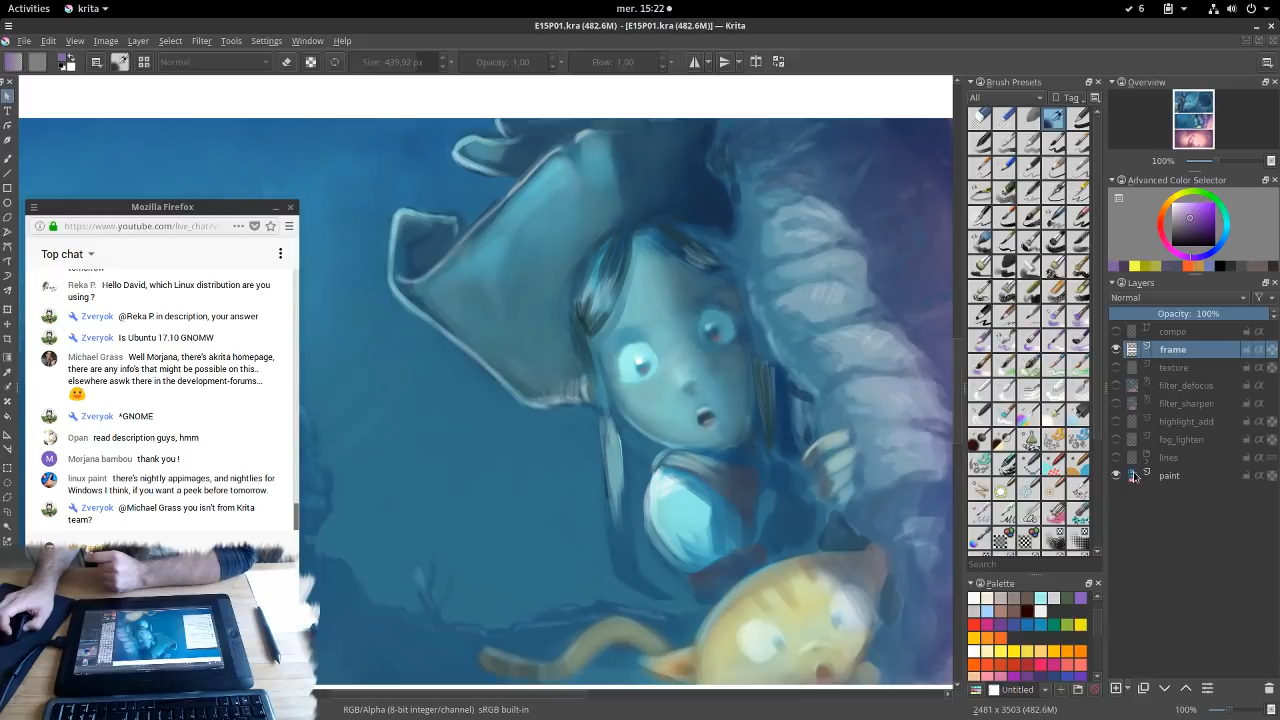 Activities krita mer. 15:22 6
E15P01.kra (482.6M) - [E15P01.kra (482.6M)] — Krita
File Edit View Image Layer Select Filter Tools Settings Window Help
Normal Size: 439,92 px Opacity: 1,00 Flow: 1,00
Brush Presets
All Tag
Search
Palette
Untitled
Overview
100%
Advanced Color Selector
Layers
Normal
Opacity: 100%
compo
frame
texture
filter_defocus
filter_sharpen
highlight_add
fog_lighten
lines
paint
Mozilla Firefox
https://www.youtube.com/live_chat?v
Top chat
tomorrow
Reka P. Hello David, which Linux distribution are you
using ?
Zveryok @Reka P. in description, your answer
Zveryok Is Ubuntu 17.10 GNOMW
Michael Grass Well Morjana, there's akrita homepage,
there are any info's that might be possible on this..
elsewhere aswk there in the development-forums...
Zveryok *GNOME
Opan read description guys, hmm
M Morjana bambou thank you !
linux paint there's nightly appimages, and nightlies for
Windows I think, if you want a peek before tomorrow.
Zveryok @Michael Grass you isn't from Krita
team?
RGB/Alpha (8-bit integer/channel) sRGB built-in
2481 x 3503 (482.6M)
100%